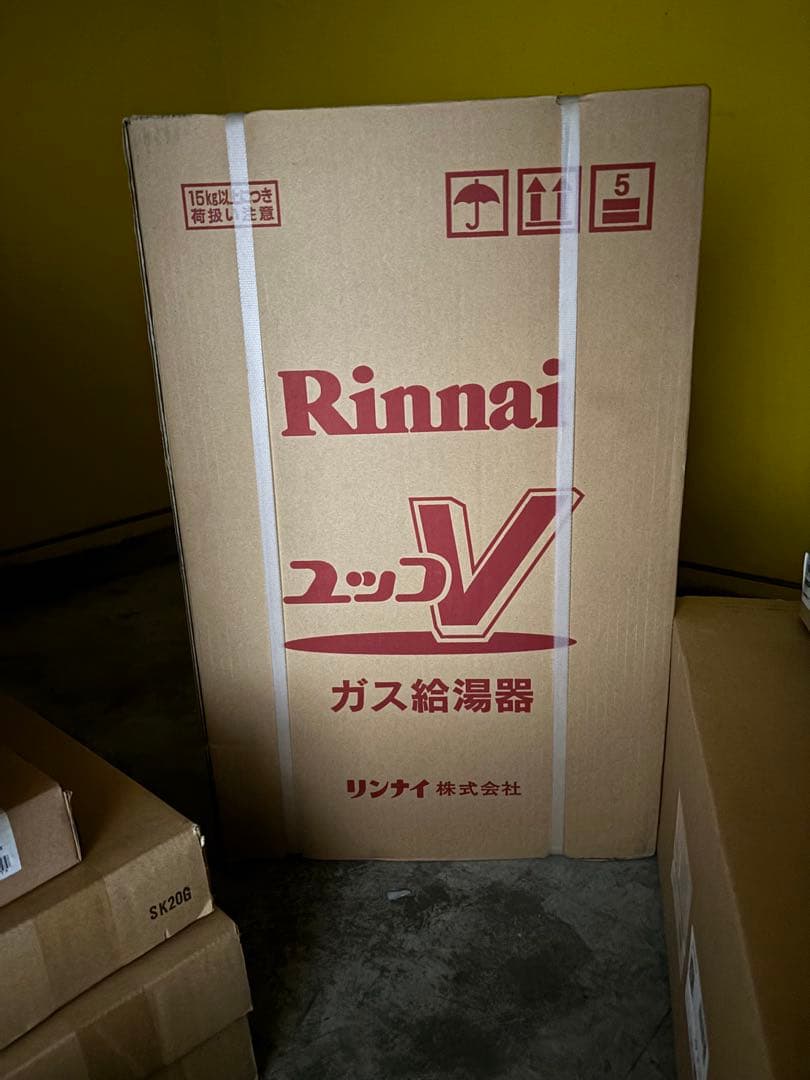 15kg以上につき
荷扱い注意
5
Rinnai
ユッコV
ガス給湯器
リンナイ株式会社
SK20G